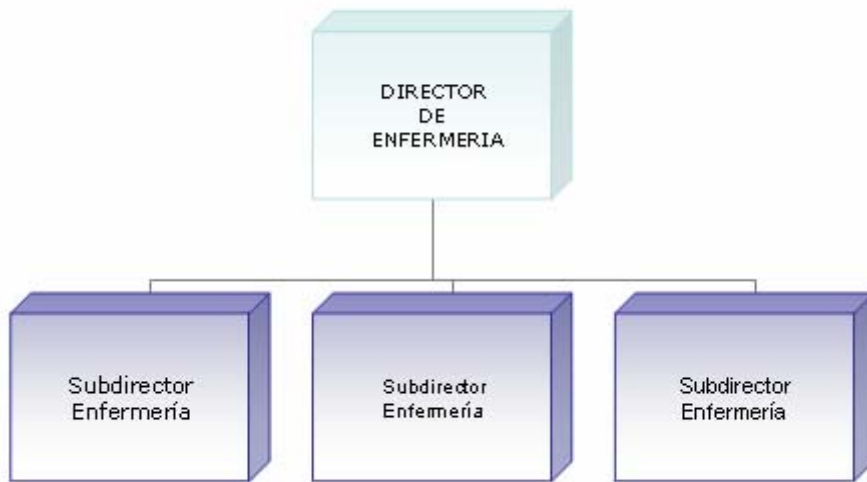 DIRECTOR
DE
ENFERMERIA
Subdirector
Enfermería
Subdirector
Enfermería
Subdirector
Enfermería